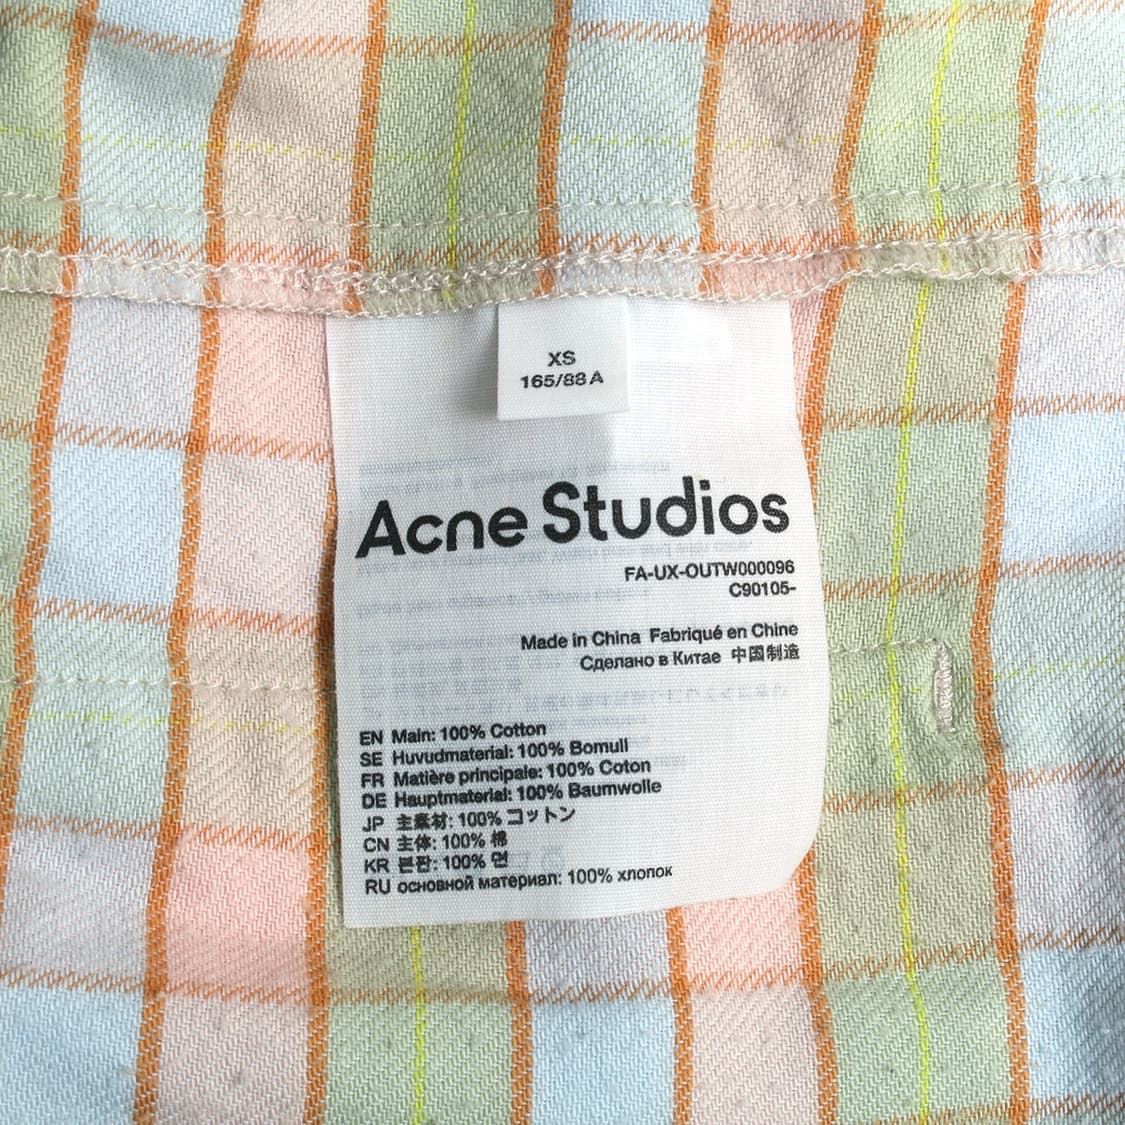 XS
165/88A
Acne Studios
FA-UX-OUTW000096
C90105-
Made in China Fabriqué en Chine
Сделано в Китае 中国制造
EN Main: 100% Cotton
SE Huvudmaterial: 100% Bomull
FR Matière principale: 100% Coton
DE Hauptmaterial: 100% Baumwolle
JP 主素材: 100% コットン
CN 主体: 100% 棉
KR 본판: 100% 면
RU основной материал: 100% хлопок